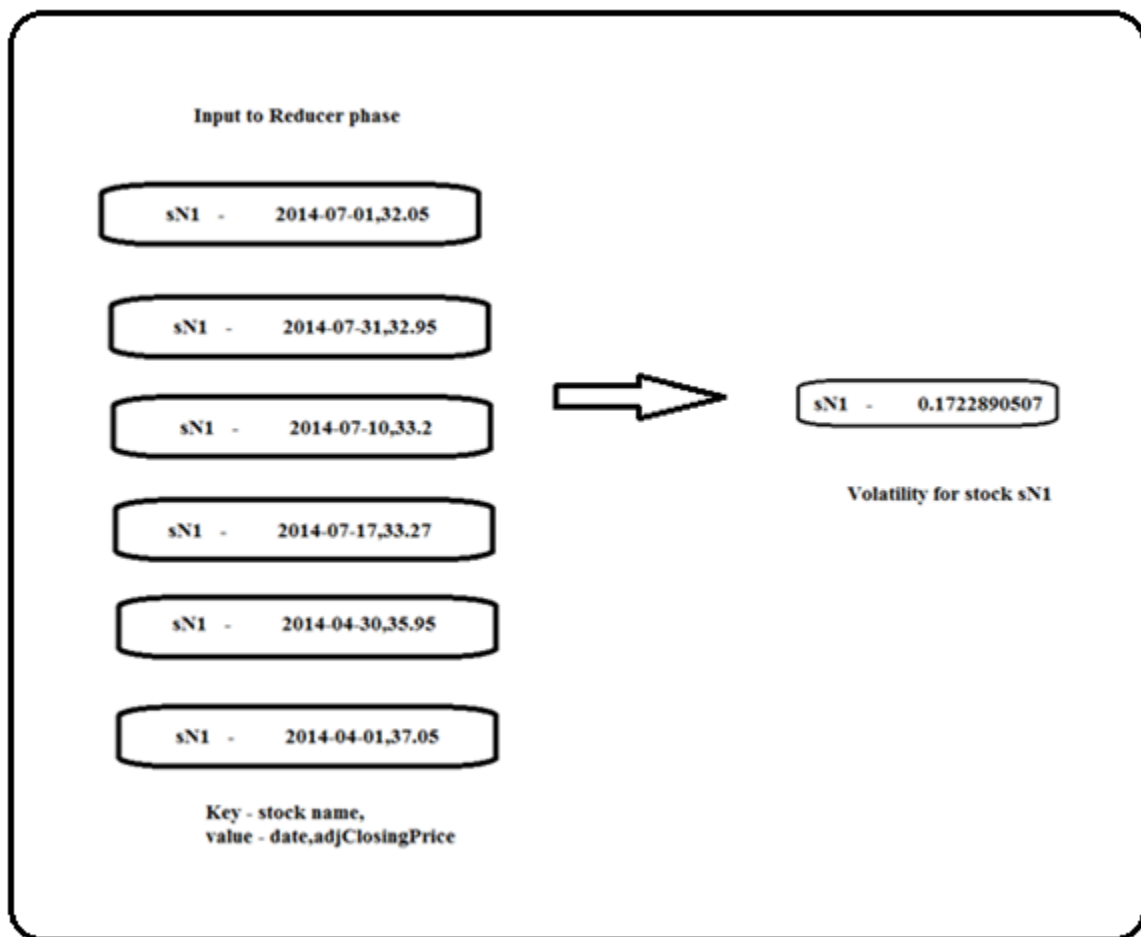 Input to Reducer phase
sN1 - 2014-07-01,32.05
sN1 - 2014-07-31,32.95
sN1 - 2014-07-10,33.2
sN1 - 2014-07-17,33.27
sN1 - 2014-04-30,35.95
sN1 - 2014-04-01,37.05
Key - stock name,
value - date,adjClosingPrice
sN1 - 0.1722890507
Volatility for stock sN1